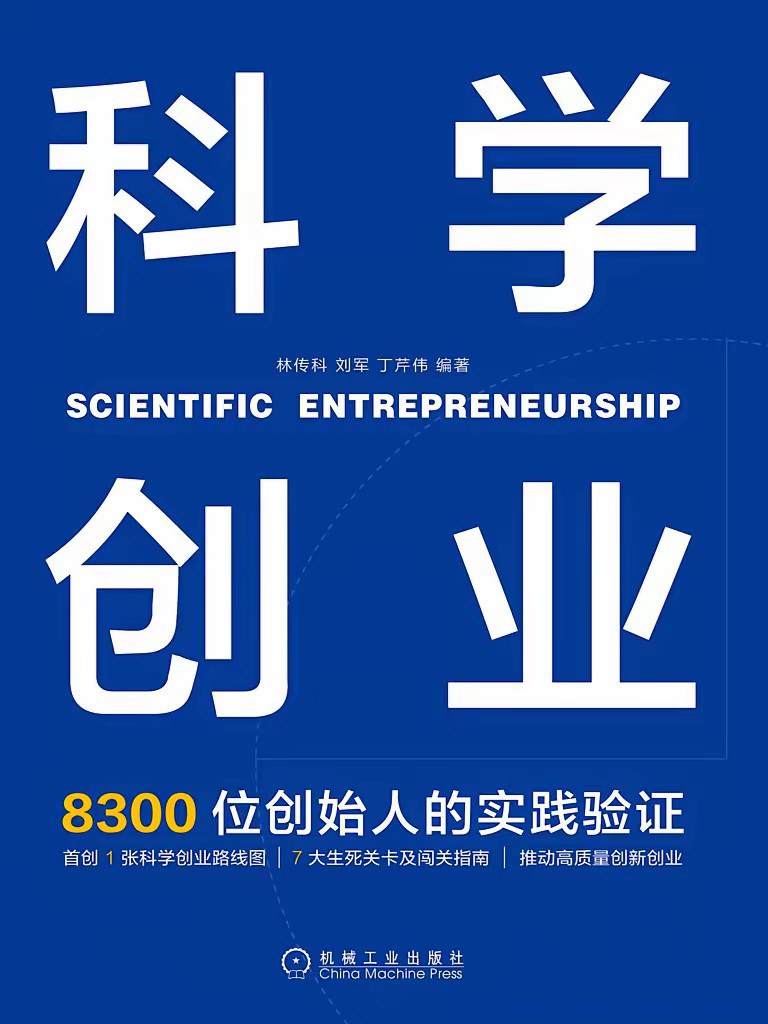 科学
林传科 刘军 丁芹伟 编著
SCIENTIFIC ENTREPRENEURSHIP
创业
8300 位创始人的实践验证
首创 1 张科学创业路线图 | 7 大生死关卡及闯关指南 | 推动高质量创新创业
机械工业出版社
China Machine Press